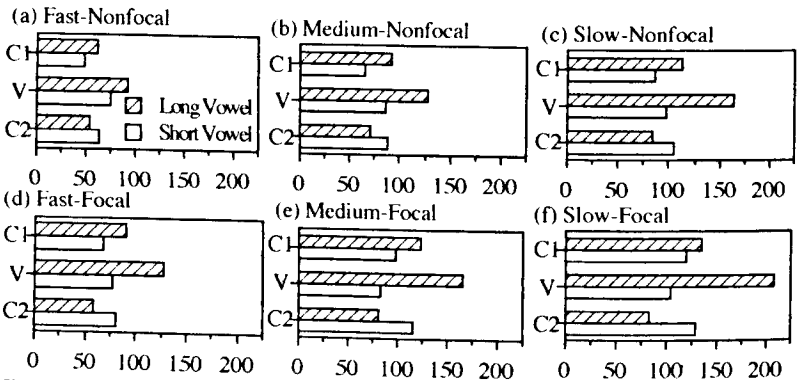 (a) Fast-Nonfocal
C1
V
C2
Long Vowel
Short Vowel
0 50 100 150 200
(b) Medium-Nonfocal
C1
V
C2
0 50 100 150 200
(c) Slow-Nonfocal
C1
V
C2
0 50 100 150 200
(d) Fast-Focal
C1
V
C2
0 50 100 150 200
(e) Medium-Focal
C1
V
C2
0 50 100 150 200
(f) Slow-Focal
C1
V
C2
0 50 100 150 200